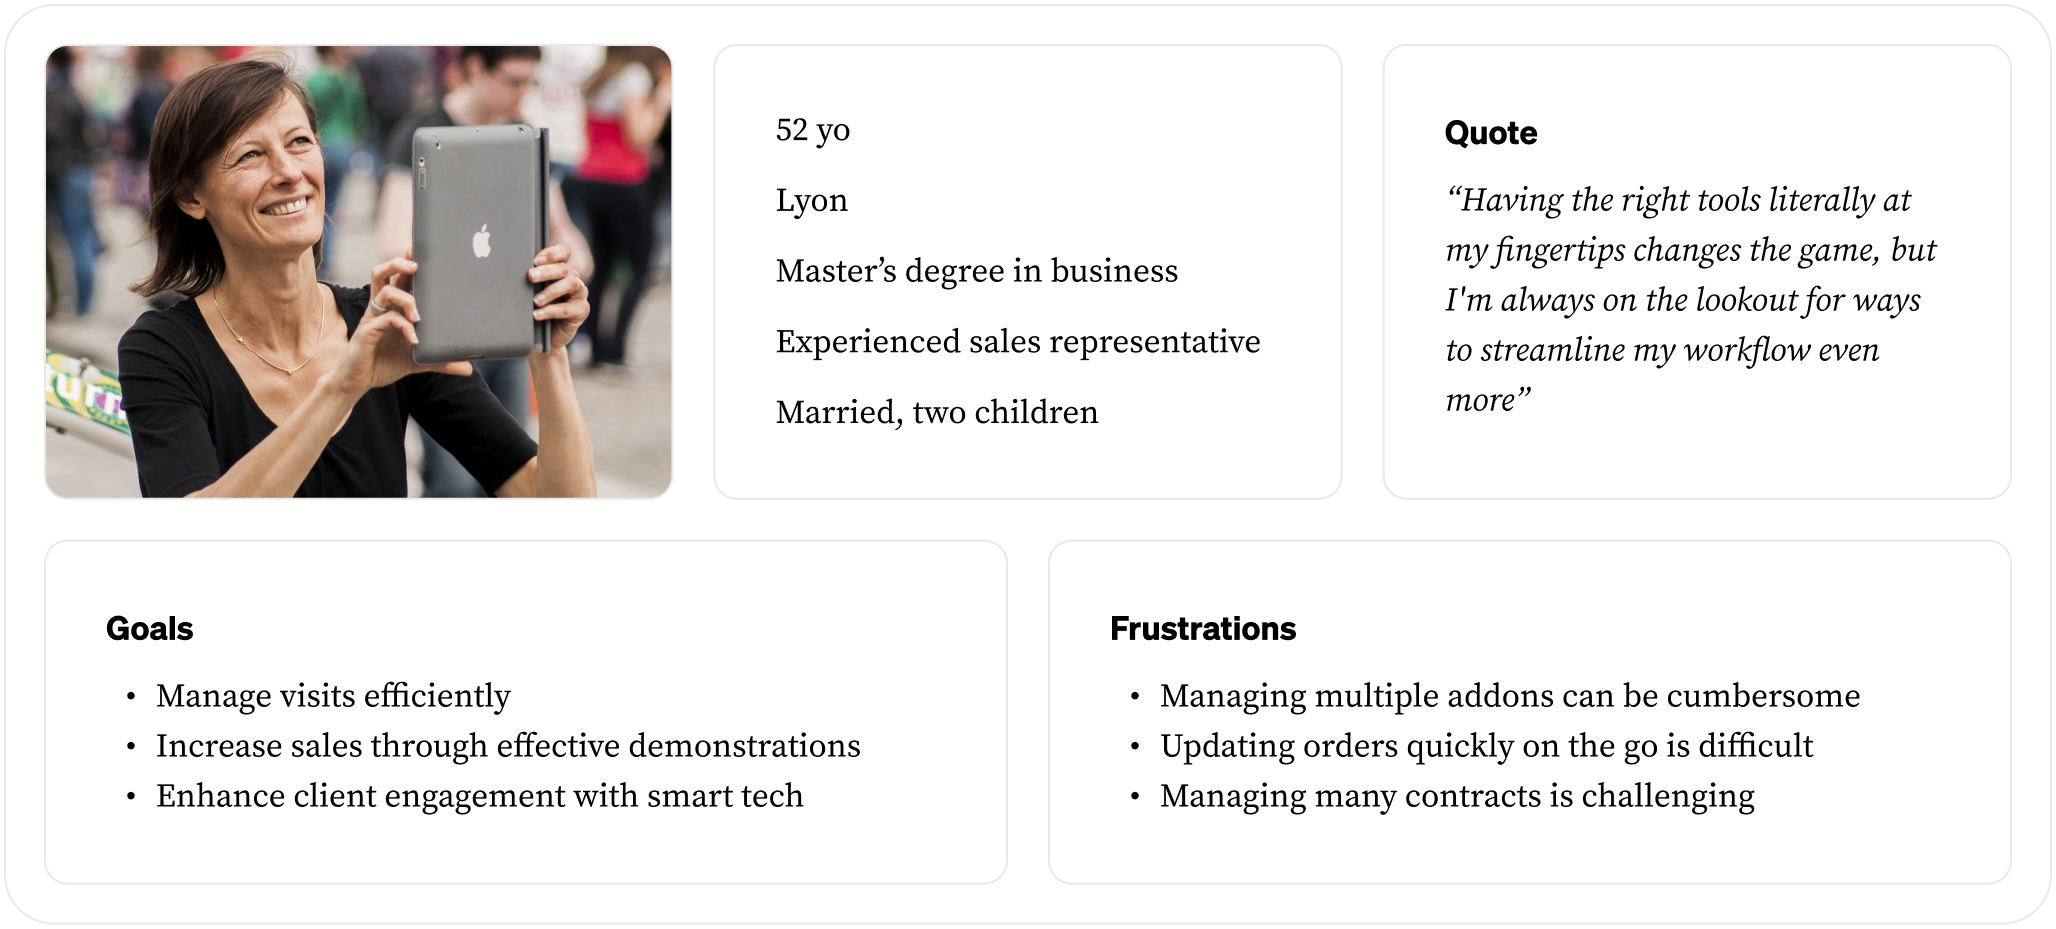 52 yo
Lyon
Master’s degree in business
Experienced sales representative
Married, two children
Quote
“Having the right tools literally at
my fingertips changes the game, but
I'm always on the lookout for ways
to streamline my workflow even
more”
Goals
• Manage visits efficiently
• Increase sales through effective demonstrations
• Enhance client engagement with smart tech
Frustrations
• Managing multiple addons can be cumbersome
• Updating orders quickly on the go is difficult
• Managing many contracts is challenging